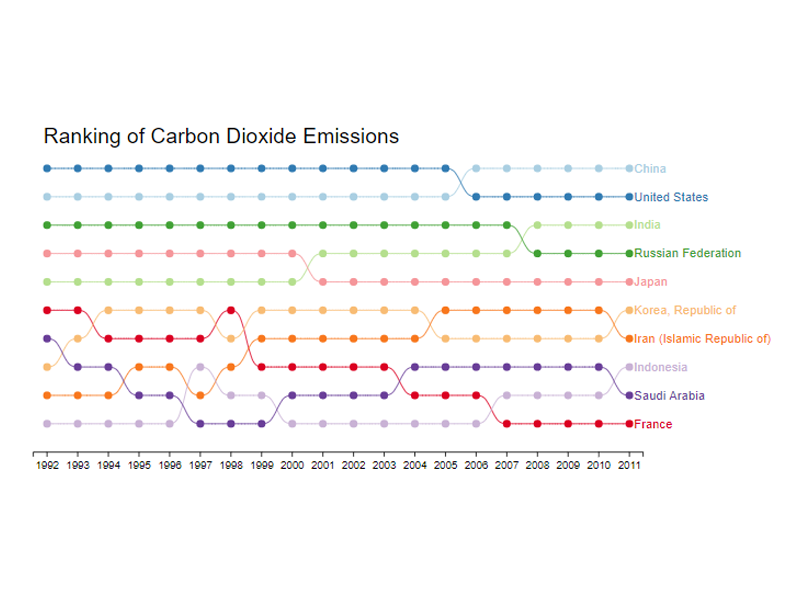 Ranking of Carbon Dioxide Emissions
China
United States
India
Russian Federation
Japan
Korea, Republic of
Iran (Islamic Republic of)
Indonesia
Saudi Arabia
France
1992 1993 1994 1995 1996 1997 1998 1999 2000 2001 2002 2003 2004 2005 2006 2007 2008 2009 2010 2011